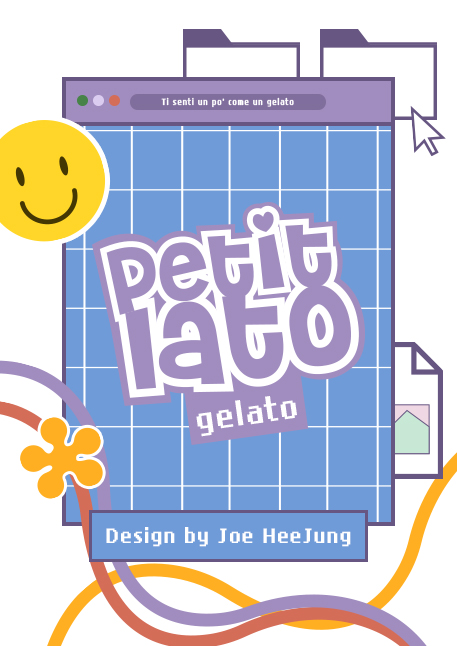 Ti senti un po' come un gelato
Petit
lato
gelato
Design by Joe HeeJung